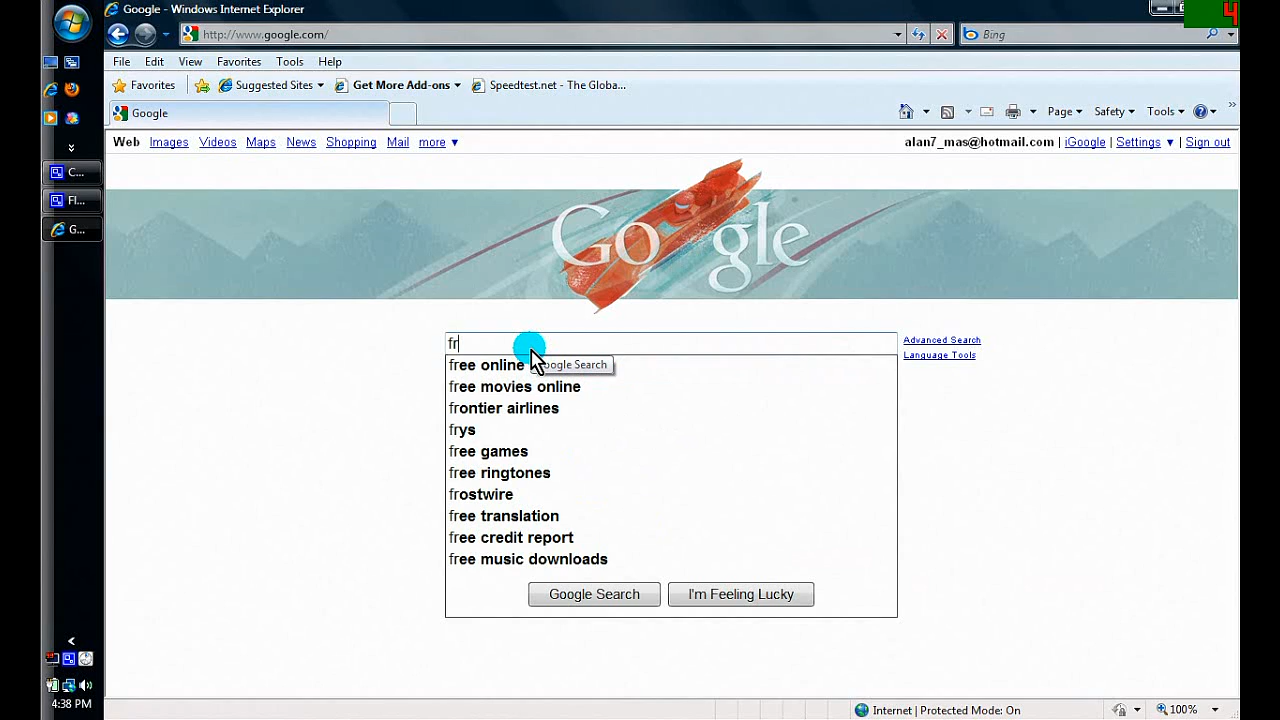 Google - Windows Internet Explorer
4
http://www.google.com/
Bing
File Edit View Favorites Tools Help
Favorites Suggested Sites Get More Add-ons Speedtest.net - The Globa...
Google
Page Safety Tools
Web Images Videos Maps News Shopping Mail more
alan7_mas@hotmail.com | iGoogle | Settings | Sign out
Google
fr
Advanced Search
Language Tools
free online
Google Search
free movies online
frontier airlines
frys
free games
free ringtones
frostwire
free translation
free credit report
free music downloads
Google Search I'm Feeling Lucky
C...
Fl...
G...
4:38 PM
Internet | Protected Mode: On
100%